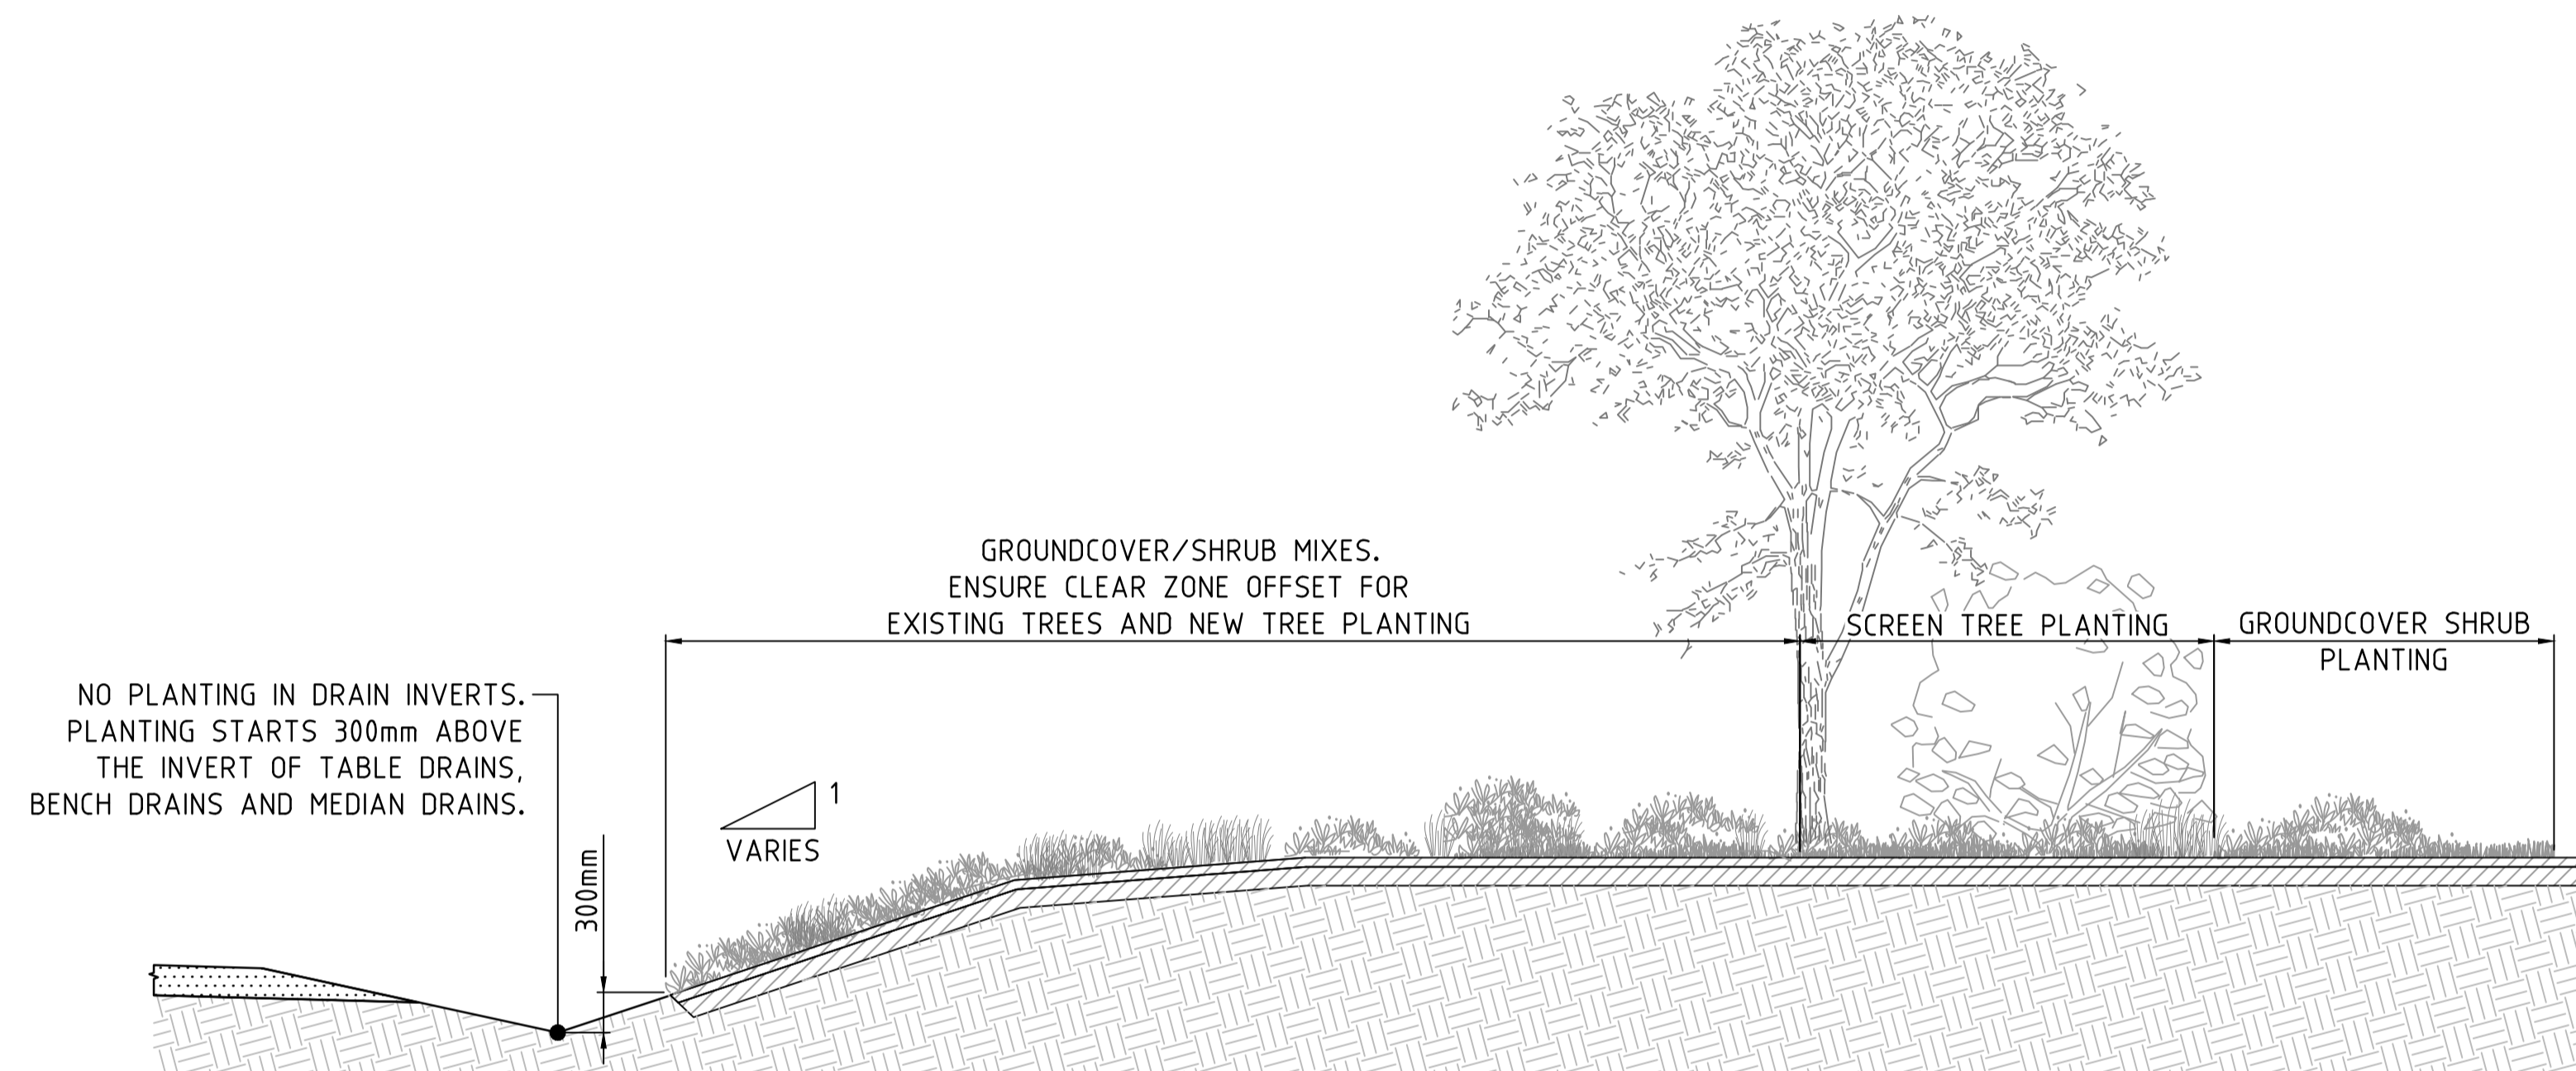 GROUNDCOVER/SHRUB MIXES.
ENSURE CLEAR ZONE OFFSET FOR
EXISTING TREES AND NEW TREE PLANTING
SCREEN TREE PLANTING
GROUNDCOVER SHRUB
PLANTING
NO PLANTING IN DRAIN INVERTS.
PLANTING STARTS 300mm ABOVE
THE INVERT OF TABLE DRAINS,
BENCH DRAINS AND MEDIAN DRAINS.
1
VARIES
300mm